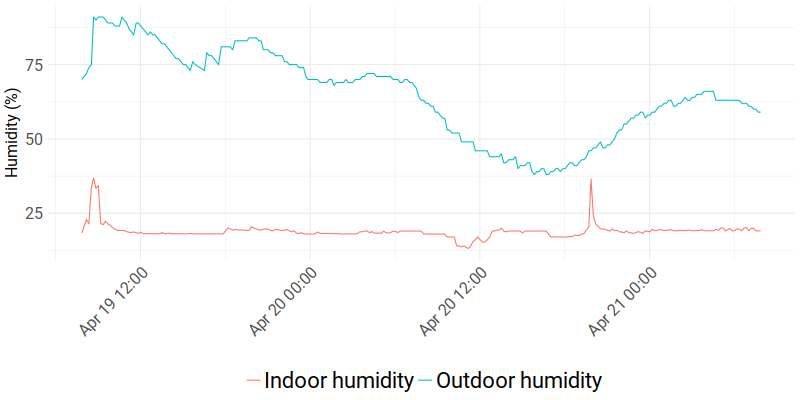 Humidity (%)
75
50
25
Apr 19 12:00
Apr 20 00:00
Apr 20 12:00
Apr 21 00:00
Indoor humidity
Outdoor humidity